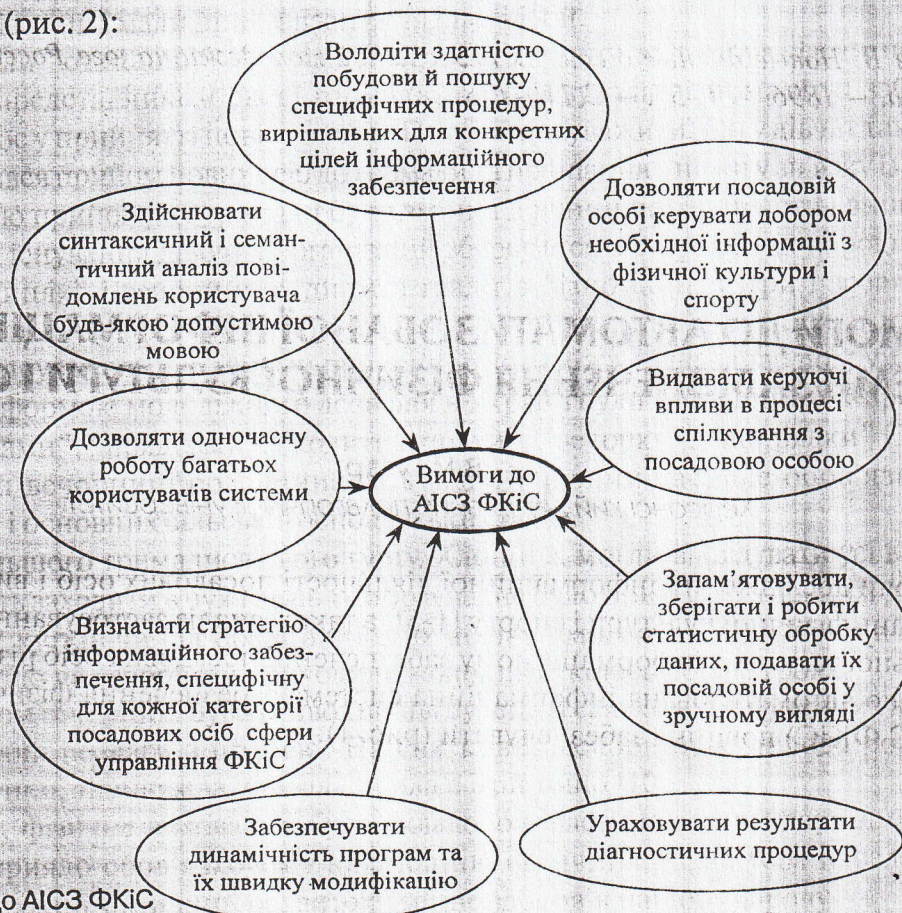 (рис. 2):
Володіти здатністю
побудови й пошуку
специфічних процедур,
вирішальних для конкретних
цілей інформаційного
забезпечення
Здійснювати
синтаксичний і семан-
тичний аналіз пові-
домлень користувача
будь-якою допустимою
мовою
Дозволяти посадовій
особі керувати добором
необхідної інформації з
фізичної культури і
спорту
Видавати керуючі
впливи в процесі
спілкування з
посадовою особою
Дозволяти одночасну
роботу багатьох
користувачів системи
Вимоги до
АІСЗ ФКіС
Запам’ятовувати,
зберігати і робити
статистичну обробку
даних, подавати їх
посадовій особі у
зручному вигляді
Визначати стратегію
інформаційного забез-
печення, специфічну
для кожної категорії
посадових осіб сфери
управління ФКіС
Забезпечувати
динамічність програм та
їх швидку модифікацію
Ураховувати результати
діагностичних процедур
до АІСЗ ФКіС